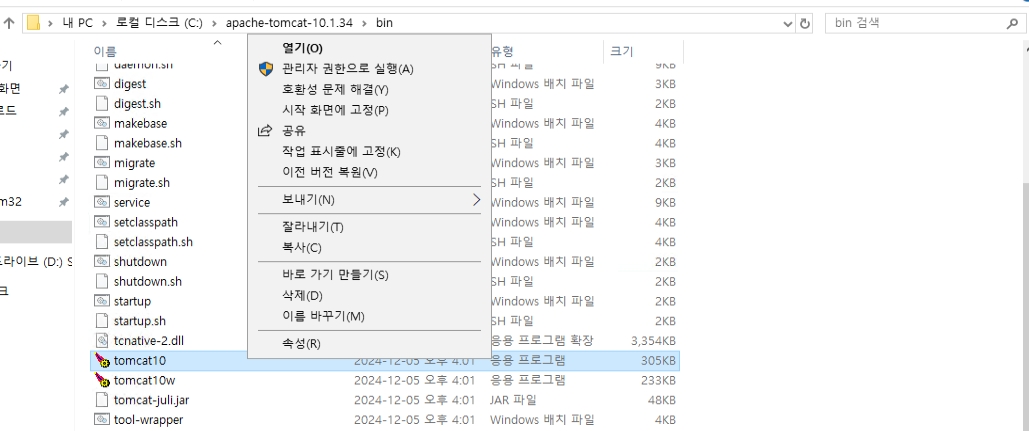 내 PC > 로컬 디스크 (C:) > apache-tomcat-10.1.34 > bin
bin 검색
이름 유형 크기
daemon.sh SH 파일 9KB
digest Windows 배치 파일 3KB
digest.sh SH 파일 2KB
makebase Windows 배치 파일 4KB
makebase.sh SH 파일 4KB
migrate Windows 배치 파일 3KB
migrate.sh SH 파일 2KB
service Windows 배치 파일 9KB
setclasspath Windows 배치 파일 4KB
setclasspath.sh SH 파일 4KB
shutdown Windows 배치 파일 2KB
shutdown.sh SH 파일 2KB
startup Windows 배치 파일 2KB
startup.sh SH 파일 2KB
tcnative-2.dll 응용 프로그램 확장 3,354KB
tomcat10 2024-12-05 오후 4:01 응용 프로그램 305KB
tomcat10w 2024-12-05 오후 4:01 응용 프로그램 233KB
tomcat-juli.jar 2024-12-05 오후 4:01 JAR 파일 48KB
tool-wrapper 2024-12-05 오후 4:01 Windows 배치 파일 4KB
열기(O)
관리자 권한으로 실행(A)
호환성 문제 해결(Y)
시작 화면에 고정(P)
공유
작업 표시줄에 고정(K)
이전 버전 복원(V)
보내기(N)
잘라내기(T)
복사(C)
바로 가기 만들기(S)
삭제(D)
이름 바꾸기(M)
속성(R)
화면
로드
m32
드라이브 (D:) S
크